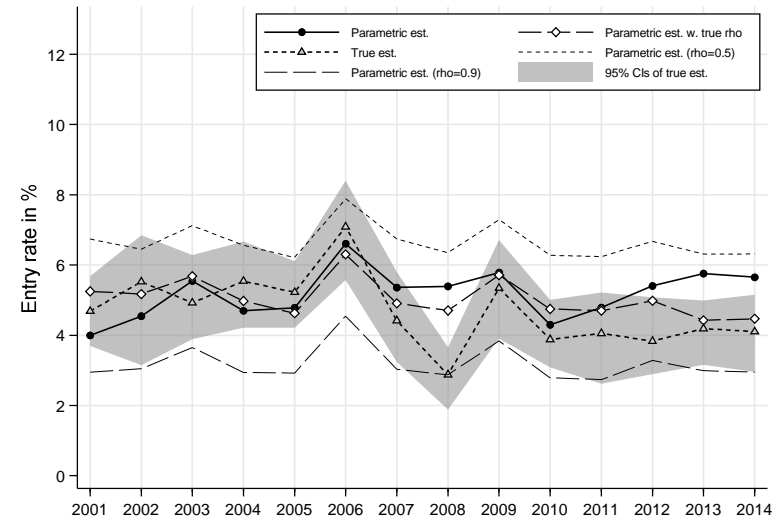 Parametric est.
Parametric est. w. true rho
True est.
Parametric est. (rho=0.5)
Parametric est. (rho=0.9)
95% CIs of true est.
Entry rate in %
12
10
8
6
4
2
0
2001 2002 2003 2004 2005 2006 2007 2008 2009 2010 2011 2012 2013 2014